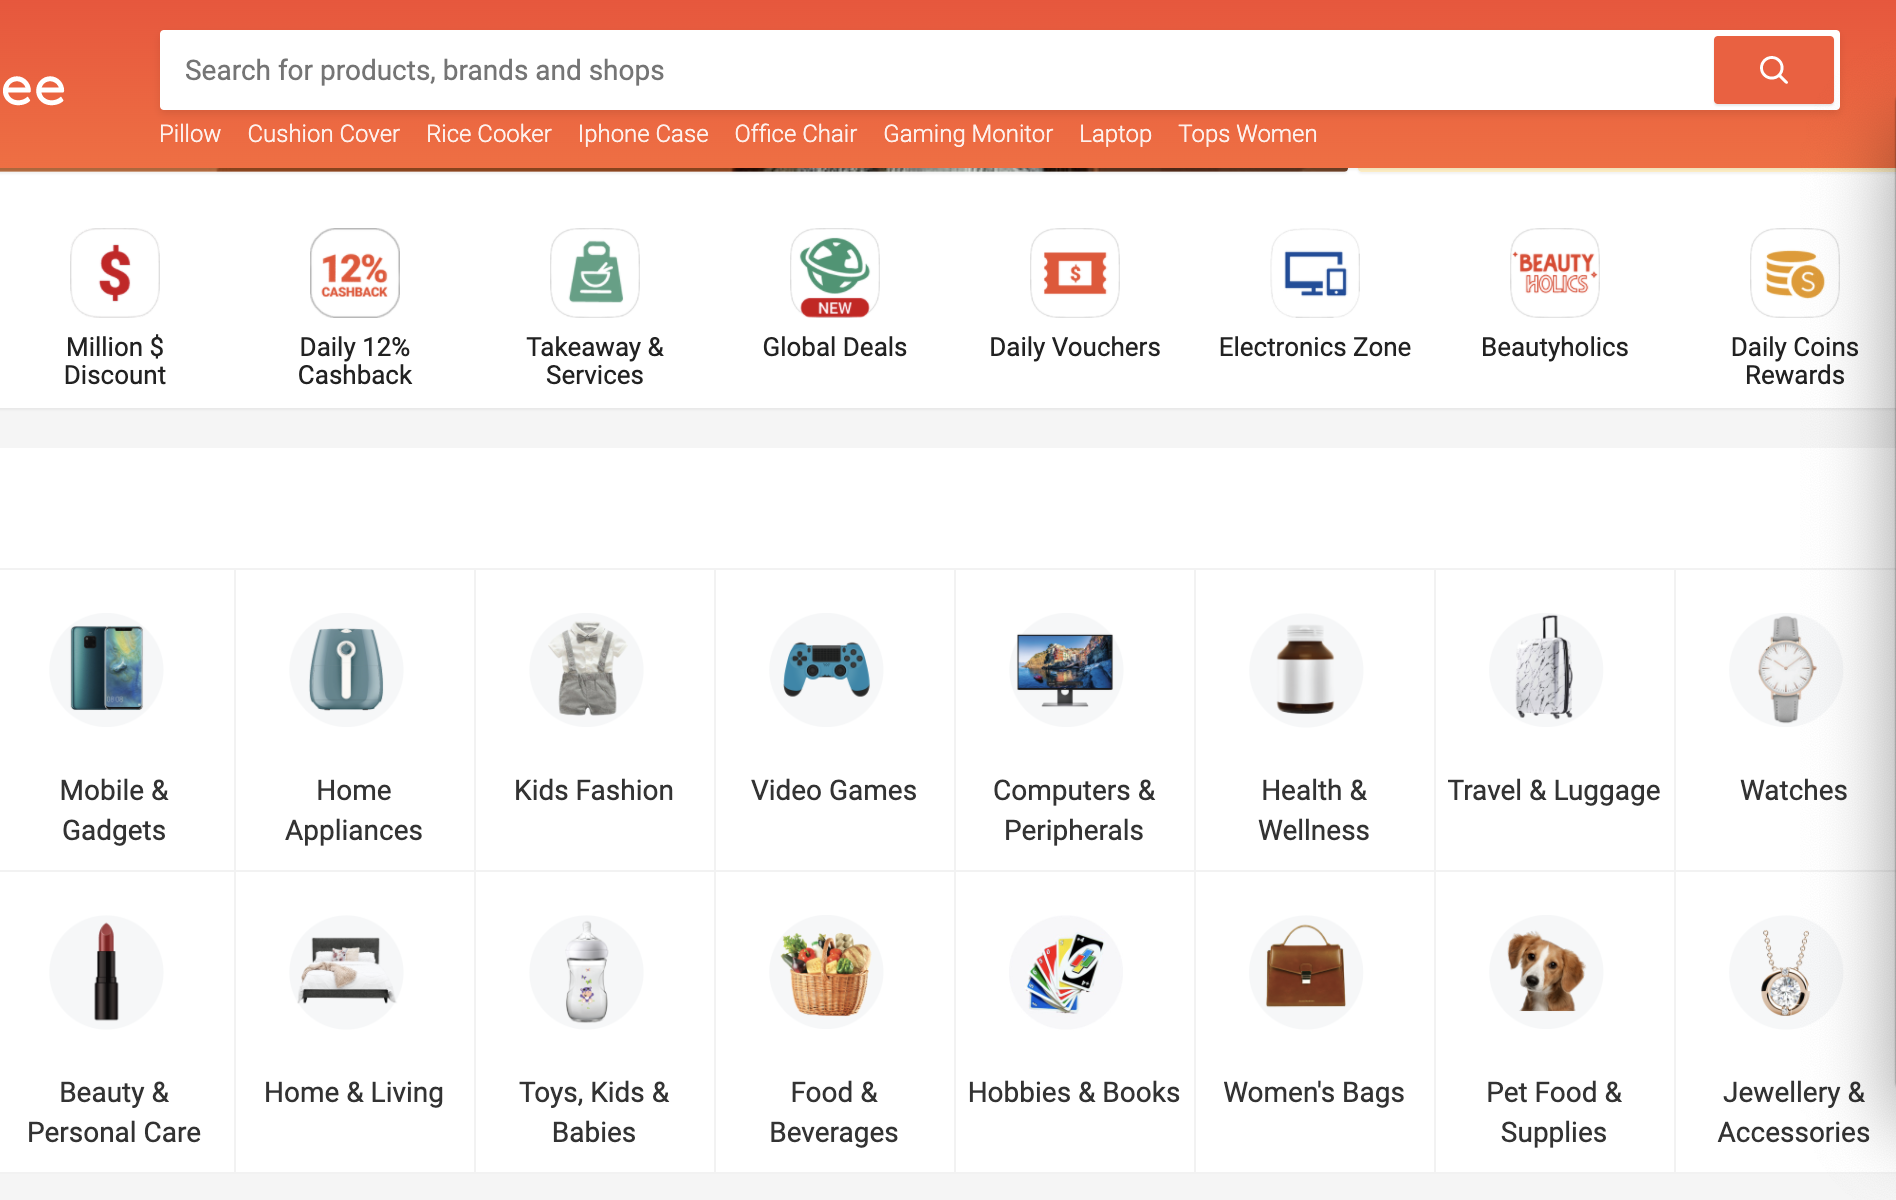 ee
Search for products, brands and shops
Pillow Cushion Cover Rice Cooker Iphone Case Office Chair Gaming Monitor Laptop Tops Women
$
12%
CASHBACK
NEW
$
BEAUTY
HOLICS
S
Million $
Discount
Daily 12%
Cashback
Takeaway &
Services
Global Deals
Daily Vouchers
Electronics Zone
Beautyholics
Daily Coins
Rewards
Mobile &
Gadgets
Home
Appliances
Kids Fashion
Video Games
Computers &
Peripherals
Health &
Wellness
Travel & Luggage
Watches
Beauty &
Personal Care
Home & Living
Toys, Kids &
Babies
Food &
Beverages
Hobbies & Books
Women's Bags
Pet Food &
Supplies
Jewellery &
Accessories